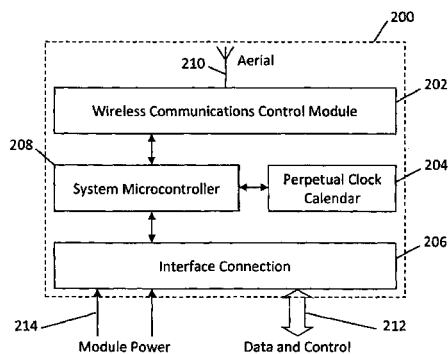 200
210
Aerial
202
Wireless Communications Control Module
208
204
System Microcontroller
Perpetual Clock
Calendar
206
Interface Connection
214
212
Module Power
Data and Control